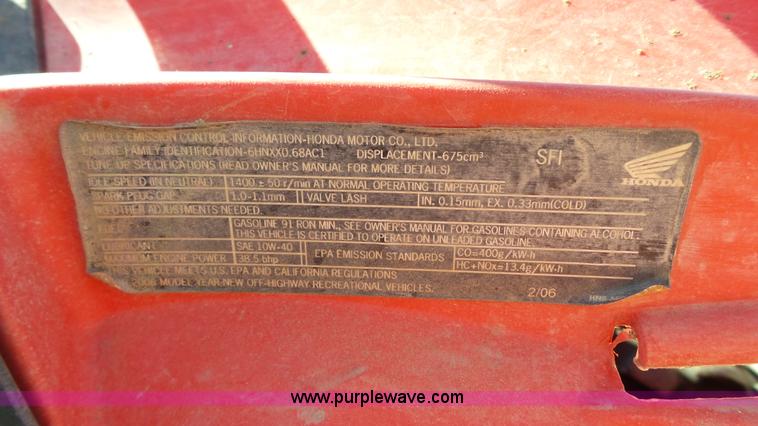 VEHICLE EMISSION CONTROL INFORMATION-HONDA MOTOR CO., LTD.
ENGINE FAMILY IDENTIFICATION-6HNXX0.68AC1 DISPLACEMENT-675cm³ SFI
TUNE UP SPECIFICATIONS (READ OWNER'S MANUAL FOR MORE DETAILS)
HONDA
IDLE SPEED (IN NEUTRAL) 1400 ± 50 r/min AT NORMAL OPERATING TEMPERATURE
SPARK PLUG GAP 1.0-1.1mm VALVE LASH IN. 0.15mm, EX. 0.33mm(COLD)
NO OTHER ADJUSTMENTS NEEDED.
FUEL GASOLINE 91 RON MIN., SEE OWNER'S MANUAL FOR GASOLINES CONTAINING ALCOHOL.
THIS VEHICLE IS CERTIFIED TO OPERATE ON UNLEADED GASOLINE.
LUBRICANT SAE 10W-40 EPA EMISSION STANDARDS CO=400g/kW-h
MAXIMUM ENGINE POWER 38.5 bhp HC+NOx=13.4g/kW-h
THIS VEHICLE MEETS U.S. EPA AND CALIFORNIA REGULATIONS
2006 MODEL YEAR NEW OFF-HIGHWAY RECREATIONAL VEHICLES. 2/06
www.purplewave.com